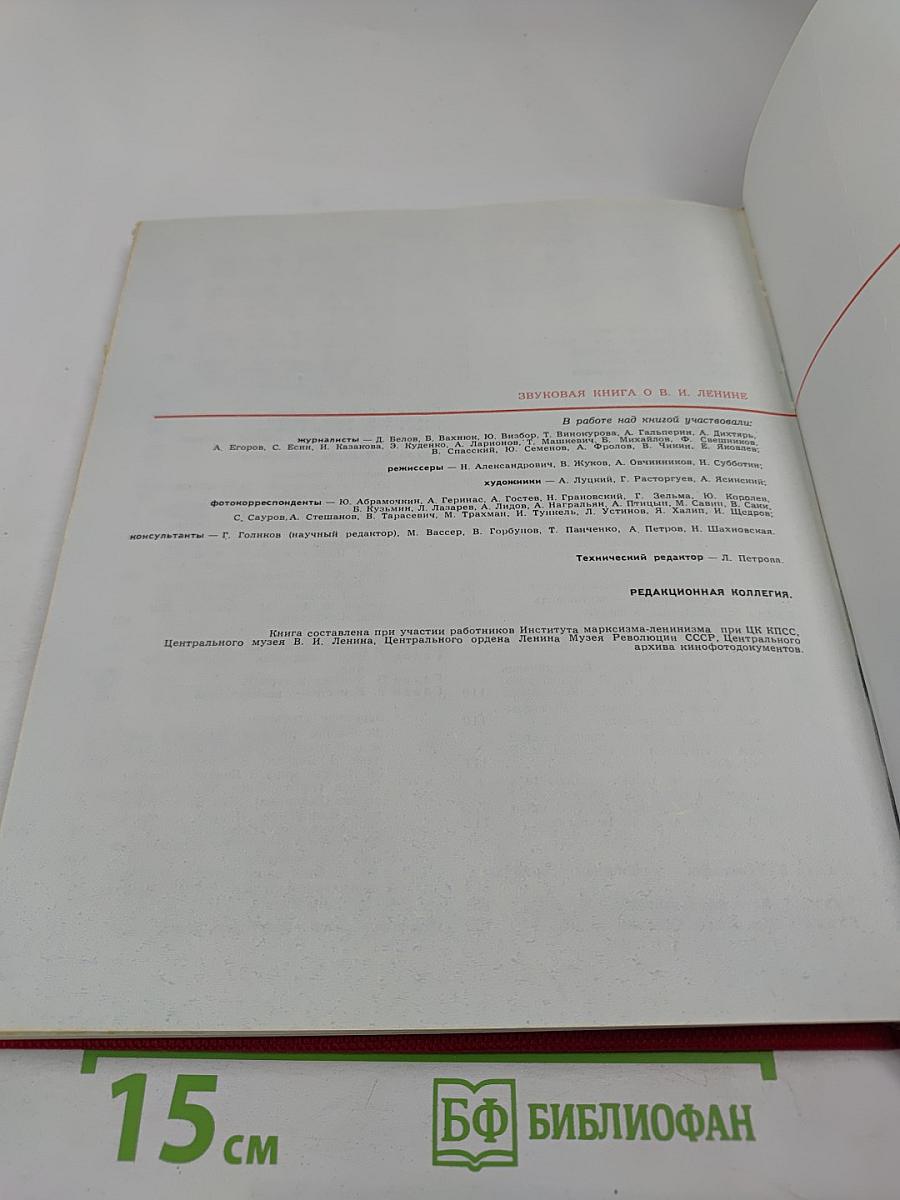 ЗВУКОВАЯ КНИГА О В. И. ЛЕНИНЕ
В работе над книгой участвовали:
журналисты — Д. Белов, Б. Вахнюк, Ю. Визбор, Т. Винокурова, А. Гальперин, А. Дихтярь,
А. Егоров, С. Есин, И. Казакова, Э. Куденко, А. Ларионов, Т. Машкевич, Б. Михайлов, Ф. Свешников,
В. Спасский, Ю. Семенов, А. Фролов, В. Чикин, Е. Яковлев;
режиссеры — Н. Александрович, В. Жуков, А. Овчинников, Н. Субботин;
художники — А. Луцкий, Г. Расторгуев, А. Ясинский;
фотокорреспонденты — Ю. Абрамочкин, А. Геринас, А. Гостев, Н. Грановский, Г. Зельма, Ю. Королев,
Б. Кузьмин, Л. Лазарев, А. Лидов, А. Награльян, А. Птицын, М. Савин, В. Сакк,
С. Сауров, А. Стешанов, В. Тарасевич, М. Трахман, И. Туннель, Л. Устинов, Я. Халип, И. Щедров;
консультанты — Г. Голиков (научный редактор), М. Вассер, В. Горбунов, Т. Панченко, А. Петров, Н. Шахновская.
Технический редактор — Л. Петрова.
РЕДАКЦИОННАЯ КОЛЛЕГИЯ.
Книга составлена при участии работников Института марксизма-ленинизма при ЦК КПСС,
Центрального музея В. И. Ленина, Центрального ордена Ленина Музея Революции СССР, Центрального
архива кинофотодокументов.
15 см
БФ БИБЛИОФАН